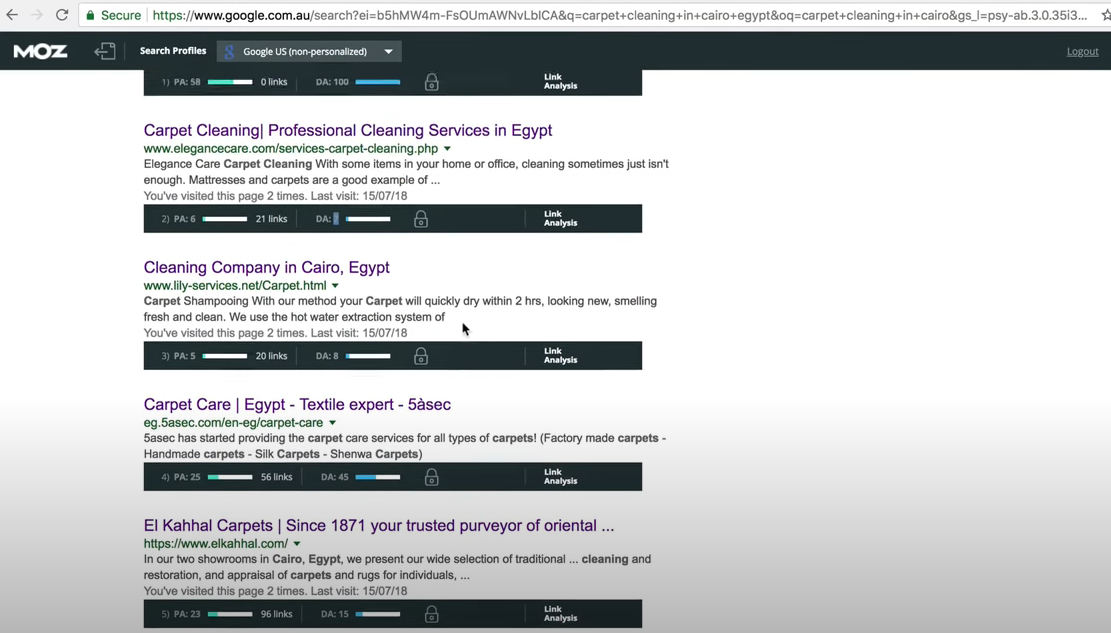 Secure https://www.google.com.au/search?ei=b5hMW4m-FsOUmAWNvLbICA&q=carpet+cleaning+in+cairo+egypt&oq=carpet+cleaning+in+cairo&gs_l=psy-ab.3.0.35i3...
MOZ Search Profiles Google US (non-personalized) Logout
1) PA: 58 0 links DA: 100 Link Analysis
Carpet Cleaning| Professional Cleaning Services in Egypt
www.elegancecare.com/services-carpet-cleaning.php
Elegance Care Carpet Cleaning With some items in your home or office, cleaning sometimes just isn't
enough. Mattresses and carpets are a good example of ...
You've visited this page 2 times. Last visit: 15/07/18
2) PA: 6 21 links DA: Link Analysis
Cleaning Company in Cairo, Egypt
www.lily-services.net/Carpet.html
Carpet Shampooing With our method your Carpet will quickly dry within 2 hrs, looking new, smelling
fresh and clean. We use the hot water extraction system of
You've visited this page 2 times. Last visit: 15/07/18
3) PA: 5 20 links DA: 8 Link Analysis
Carpet Care | Egypt - Textile expert - 5àsec
eg.5asec.com/en-eg/carpet-care
5asec has started providing the carpet care services for all types of carpets! (Factory made carpets -
Handmade carpets - Silk Carpets - Shenwa Carpets)
4) PA: 25 56 links DA: 45 Link Analysis
El Kahhal Carpets | Since 1871 your trusted purveyor of oriental ...
https://www.elkahhal.com/
In our two showrooms in Cairo, Egypt, we present our wide selection of traditional ... cleaning and
restoration, and appraisal of carpets and rugs for individuals, ...
You've visited this page 2 times. Last visit: 15/07/18
5) PA: 23 96 links DA: 15 Link Analysis